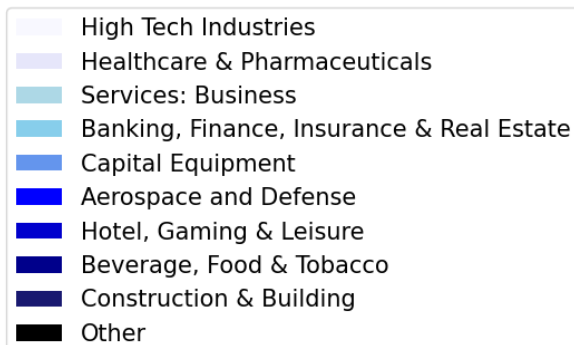 High Tech Industries
Healthcare & Pharmaceuticals
Services: Business
Banking, Finance, Insurance & Real Estate
Capital Equipment
Aerospace and Defense
Hotel, Gaming & Leisure
Beverage, Food & Tobacco
Construction & Building
Other